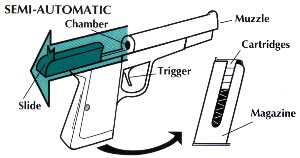 SEMI-AUTOMATIC
Chamber
Muzzle
Cartridges
Trigger
Slide
Magazine